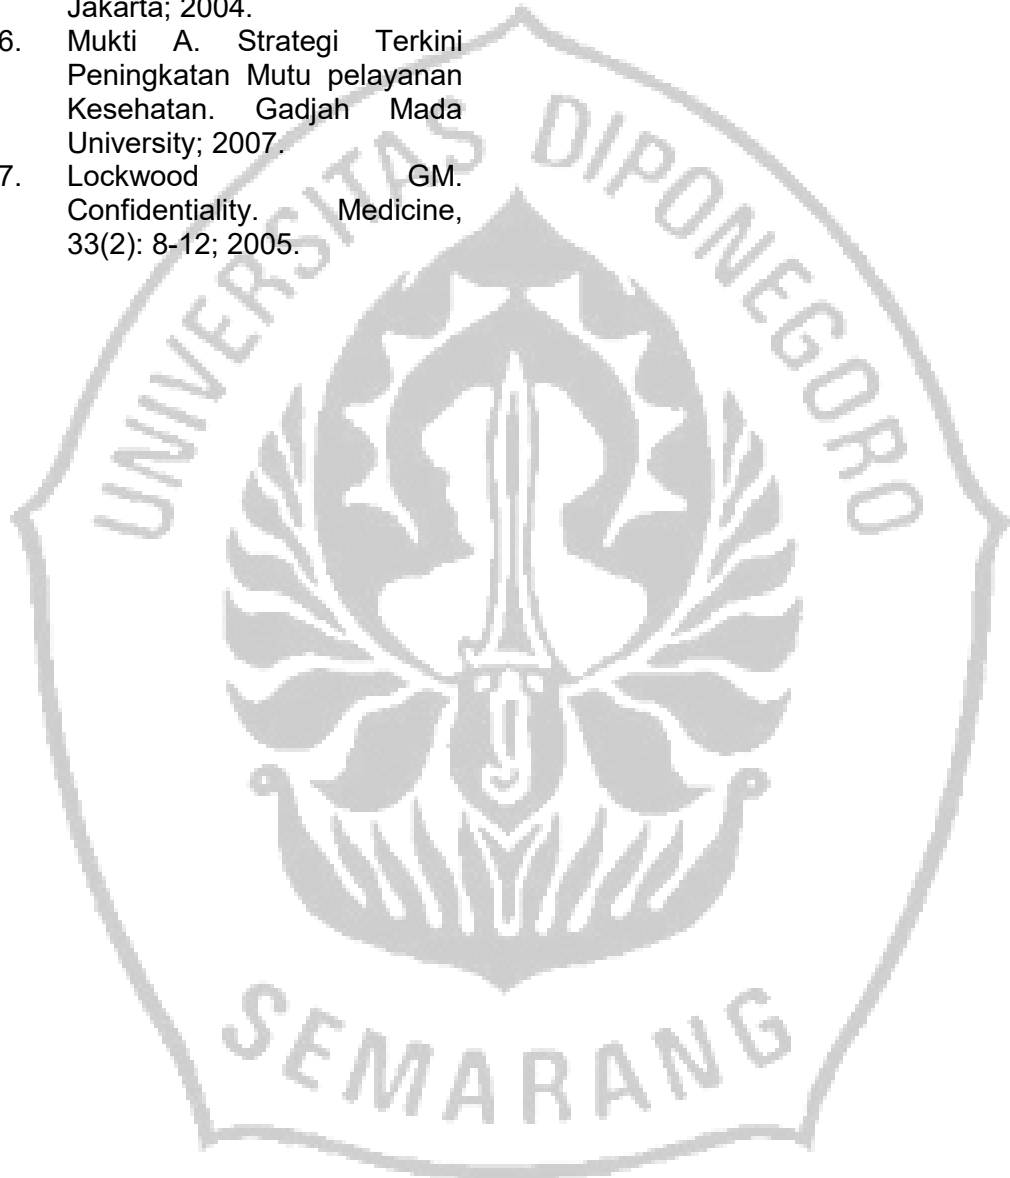 Jakarta; 2004.
6. Mukti A. Strategi Terkini
Peningkatan Mutu pelayanan
Kesehatan. Gadjah Mada
University; 2007.
7. Lockwood GM.
Confidentiality. Medicine,
33(2): 8-12; 2005.
UNIVERSITAS DIPONEGORO
SEMARANG